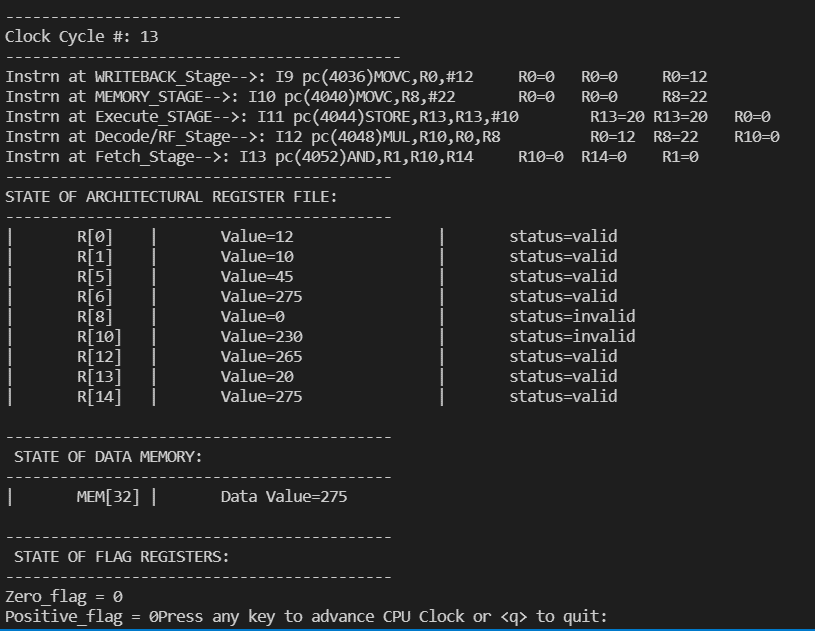 --------------------------------------------
Clock Cycle #: 13
--------------------------------------------
Instrn at WRITEBACK_Stage-->: I9 pc(4036)MOVC,R0,#12     R0=0   R0=0     R0=12
Instrn at MEMORY_STAGE-->: I10 pc(4040)MOVC,R8,#22       R0=0   R0=0     R8=22
Instrn at Execute_STAGE-->: I11 pc(4044)STORE,R13,R13,#10        R13=20 R13=20   R0=0
Instrn at Decode/RF_Stage-->: I12 pc(4048)MUL,R10,R0,R8          R0=12  R8=22    R10=0
Instrn at Fetch_Stage-->: I13 pc(4052)AND,R1,R10,R14     R10=0  R14=0    R1=0
-------------------------------------------
STATE OF ARCHITECTURAL REGISTER FILE:
-------------------------------------------
|       R[0]    |       Value=12                |       status=valid
|       R[1]    |       Value=10                |       status=valid
|       R[5]    |       Value=45                |       status=valid
|       R[6]    |       Value=275               |       status=valid
|       R[8]    |       Value=0                 |       status=invalid
|       R[10]   |       Value=230               |       status=invalid
|       R[12]   |       Value=265               |       status=valid
|       R[13]   |       Value=20                |       status=valid
|       R[14]   |       Value=275               |       status=valid
-------------------------------------------
 STATE OF DATA MEMORY:
-------------------------------------------
|       MEM[32] |       Data Value=275
-------------------------------------------
 STATE OF FLAG REGISTERS:
-------------------------------------------
Zero_flag = 0
Positive_flag = 0Press any key to advance CPU Clock or <q> to quit: